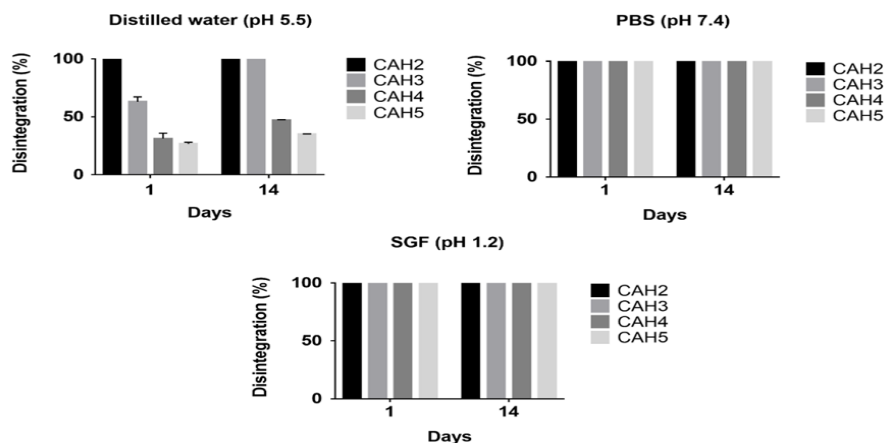 Distilled water (pH 5.5)
Disintegration (%)
100
50
0
1
14
Days
CAH2
CAH3
CAH4
CAH5
PBS (pH 7.4)
Disintegration (%)
100
50
0
1
14
Days
CAH2
CAH3
CAH4
CAH5
SGF (pH 1.2)
Disintegration (%)
100
50
0
1
14
Days
CAH2
CAH3
CAH4
CAH5